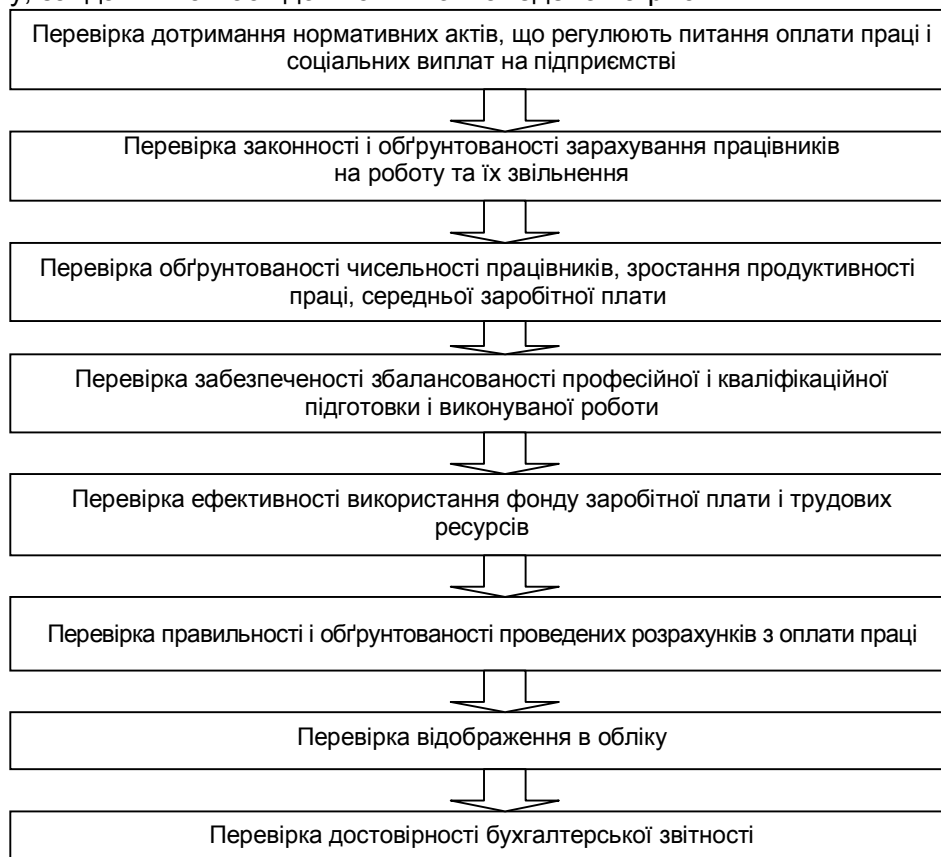 Перевірка дотримання нормативних актів, що регулюють питання оплати праці і
соціальних виплат на підприємстві
Перевірка законності і обґрунтованості зарахування працівників
на роботу та їх звільнення
Перевірка обґрунтованості чисельності працівників, зростання продуктивності
праці, середньої заробітної плати
Перевірка забезпеченості збалансованості професійної і кваліфікаційної
підготовки і виконуваної роботи
Перевірка ефективності використання фонду заробітної плати і трудових
ресурсів
Перевірка правильності і обґрунтованості проведених розрахунків з оплати праці
Перевірка відображення в обліку
Перевірка достовірності бухгалтерської звітності